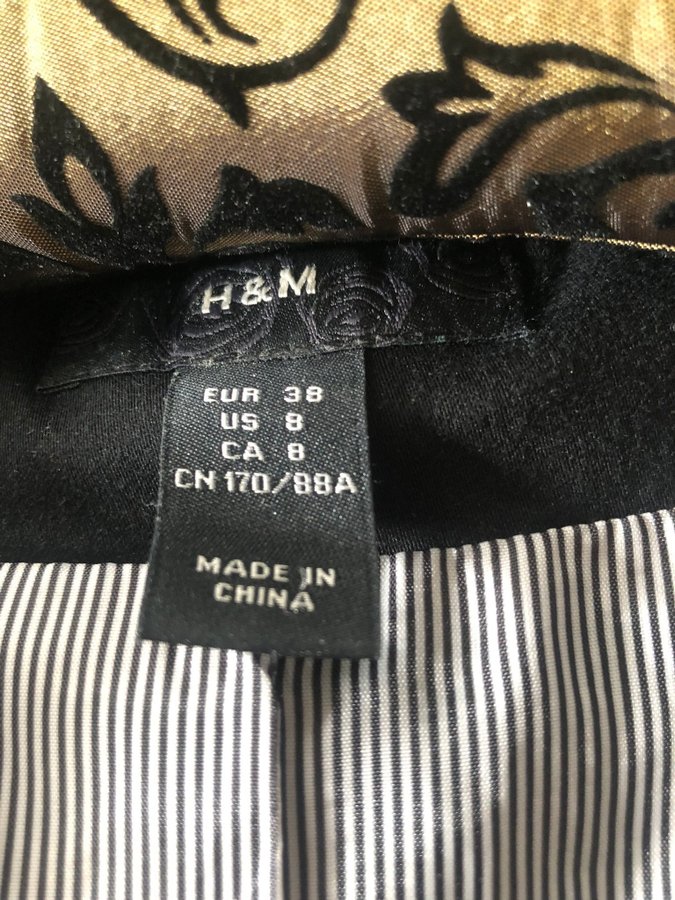 H&M
EUR 38
US 8
CA 8
CN 170/88A
MADE IN
CHINA